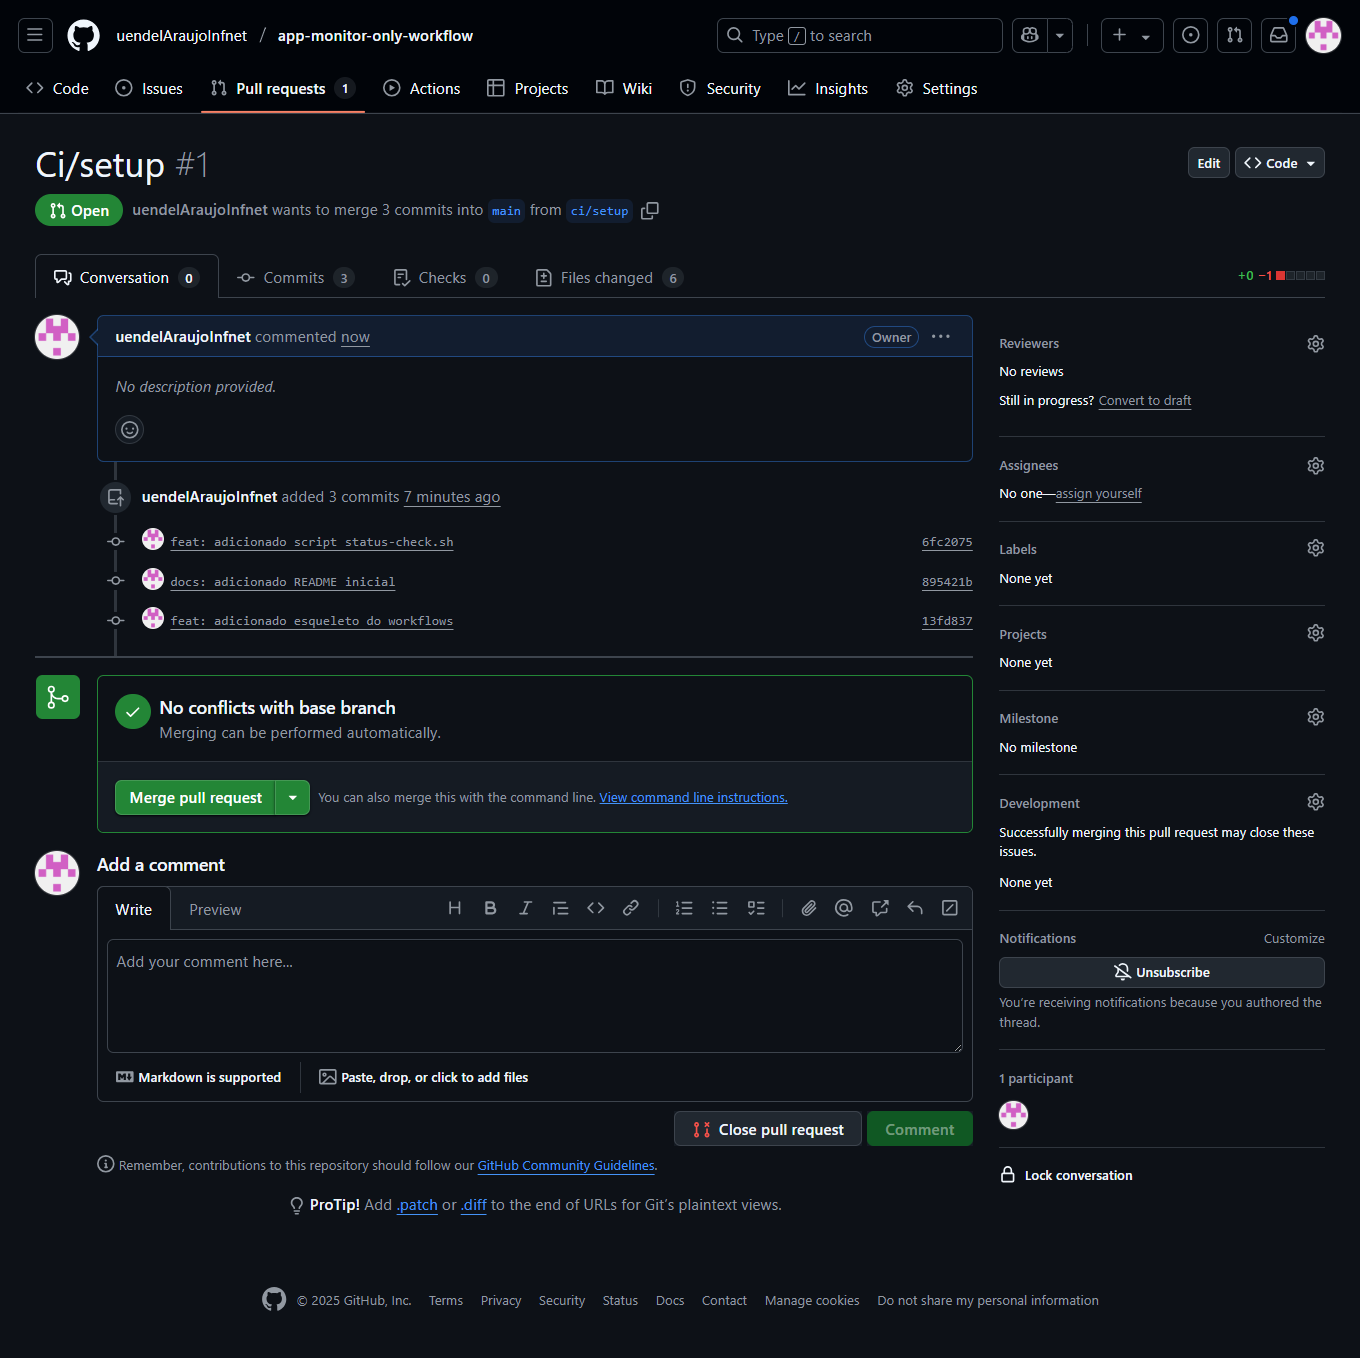 uendelAraujoInfnet / app-monitor-only-workflow
Type / to search
Code
Issues
Pull requests 1
Actions
Projects
Wiki
Security
Insights
Settings
Ci/setup #1
Edit
Code
Open
uendelAraujoInfnet wants to merge 3 commits into main from ci/setup
Conversation 0
Commits 3
Checks 0
Files changed 6
+0 −1
uendelAraujoInfnet commented now
Owner
No description provided.
uendelAraujoInfnet added 3 commits 7 minutes ago
feat: adicionado script status-check.sh 6fc2075
docs: adicionado README inicial 895421b
feat: adicionado esqueleto do workflows 13fd837
No conflicts with base branch
Merging can be performed automatically.
Merge pull request
You can also merge this with the command line. View command line instructions.
Add a comment
Write
Preview
Add your comment here...
Markdown is supported
Paste, drop, or click to add files
Close pull request
Comment
Remember, contributions to this repository should follow our GitHub Community Guidelines.
ProTip! Add .patch or .diff to the end of URLs for Git's plaintext views.
Reviewers
No reviews
Still in progress? Convert to draft
Assignees
No one—assign yourself
Labels
None yet
Projects
None yet
Milestone
No milestone
Development
Successfully merging this pull request may close these
issues.
None yet
Notifications
Customize
Unsubscribe
You're receiving notifications because you authored the
thread.
1 participant
Lock conversation
© 2025 GitHub, Inc.
Terms
Privacy
Security
Status
Docs
Contact
Manage cookies
Do not share my personal information